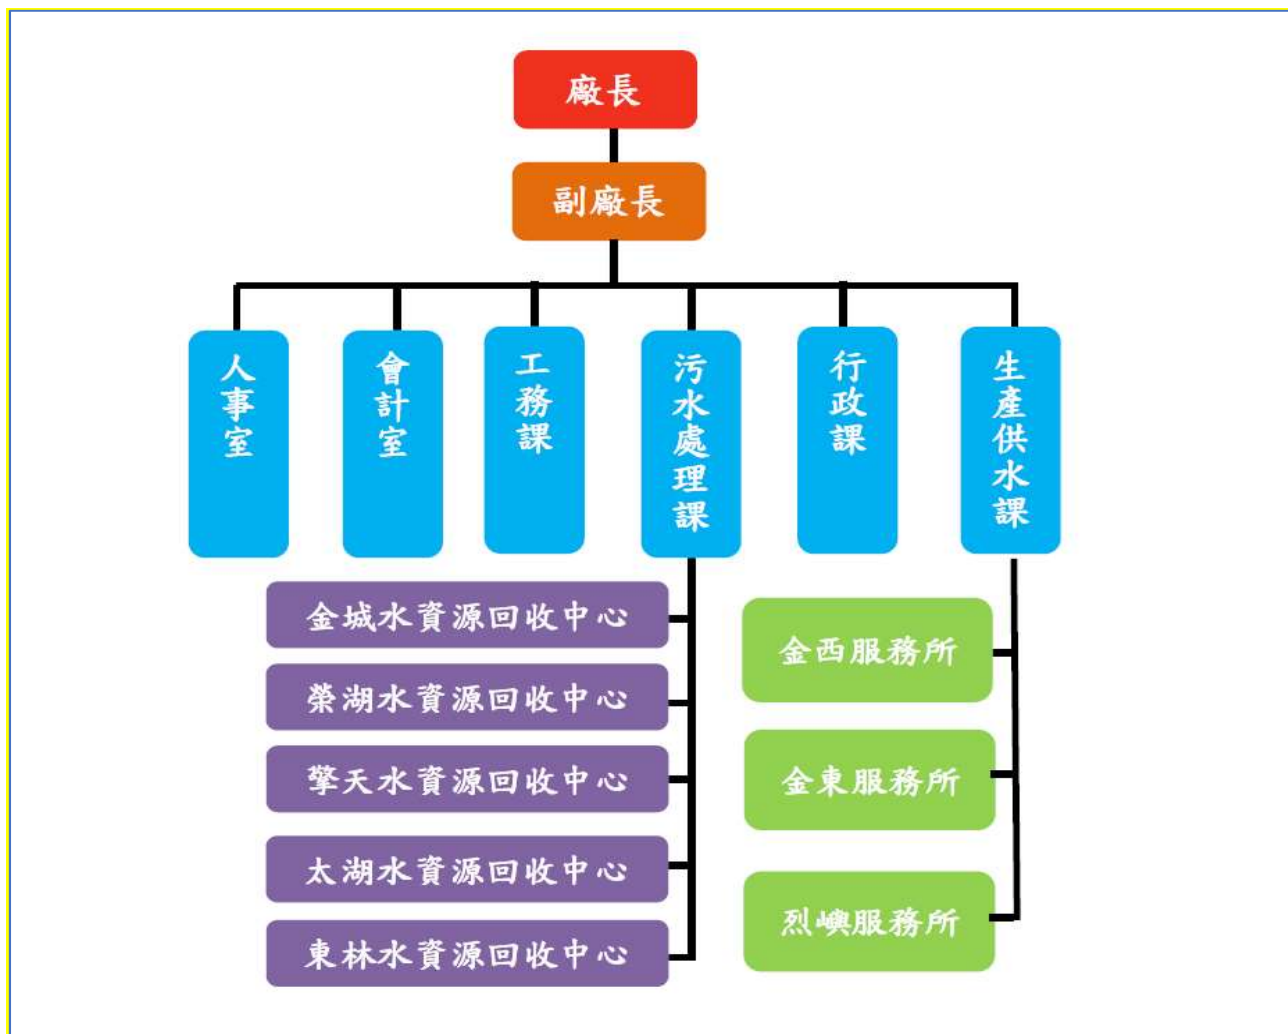 廠長
副廠長
人事室
會計室
工務課
污水處理課
行政課
生產供水課
金城水資源回收中心
榮湖水資源回收中心
擎天水資源回收中心
太湖水資源回收中心
東林水資源回收中心
金西服務所
金東服務所
烈嶼服務所